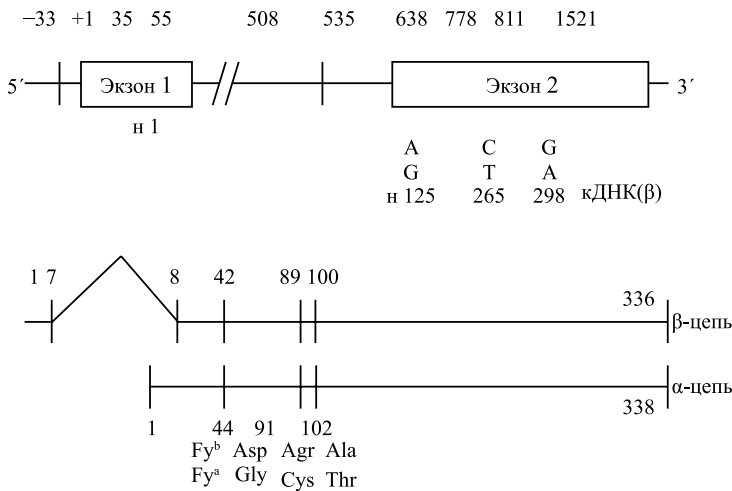 −33 +1 35 55 508 535 638 778 811 1521
5´ Экзон 1 Экзон 2 3´
н 1
A C G
G T A
н 125 265 298 кДНК(β)
1 7 8 42 89 100 336
β-цепь
α-цепь
338
1 44 91 102
Fyᵇ Asp Agr Ala
Fyᵃ Gly Cys Thr